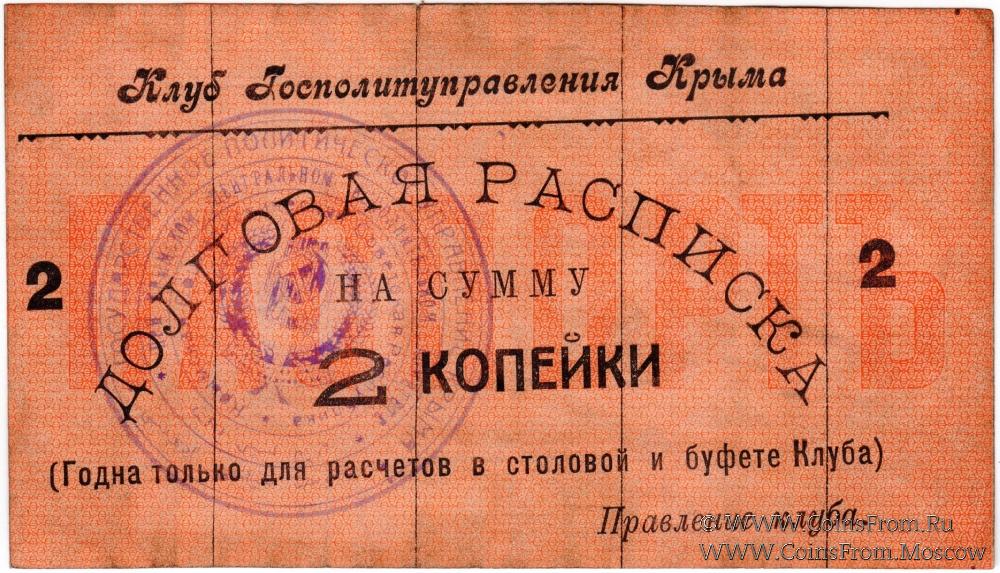 Клуб Госполитуправления Крыма
ДОЛГОВАЯ РАСПИСКА
НА СУММУ
2 2 КОПЕЙКИ 2
(Годна только для расчетов в столовой и буфете Клуба)
Правление клуба.
© WWW.CoinsFrom.Ru
WWW.CoinsFrom.Moscow